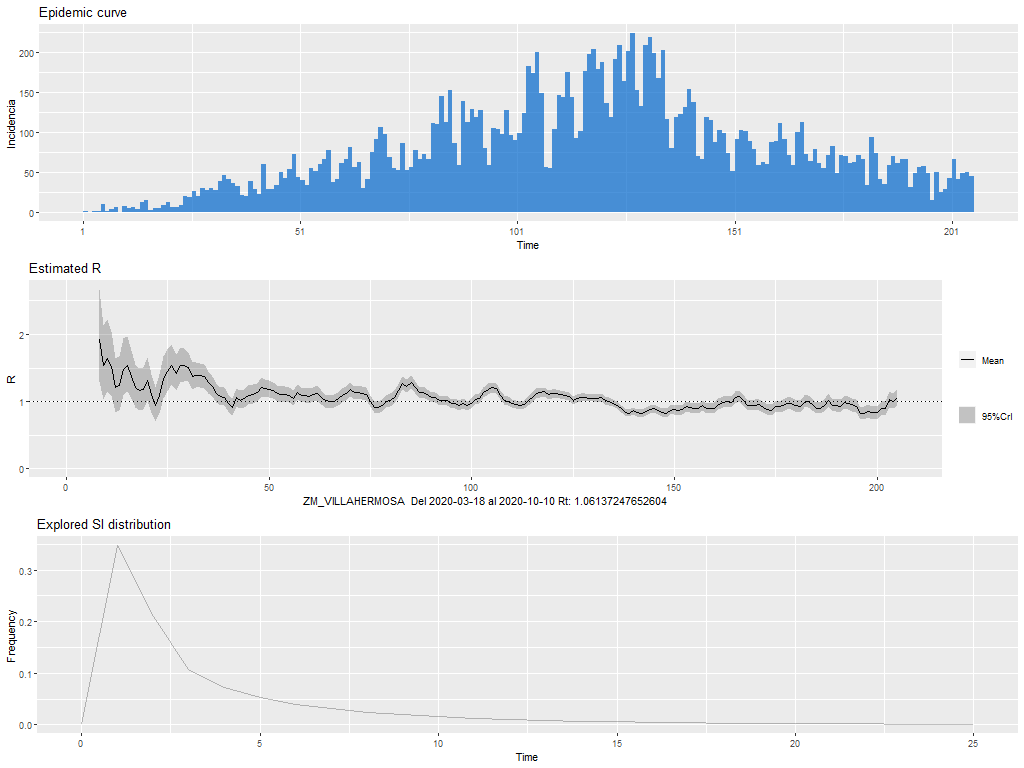 Epidemic curve
200
150
100
50
0
Incidencia
1
51
101
151
201
Time
Estimated R
2
1
0
R
0
50
100
150
200
ZM_VILLAHERMOSA Del 2020-03-18 al 2020-10-10 Rt: 1.06137247652604
Mean
95%CrI
Explored SI distribution
0.3
0.2
0.1
0.0
Frequency
0
5
10
15
20
25
Time